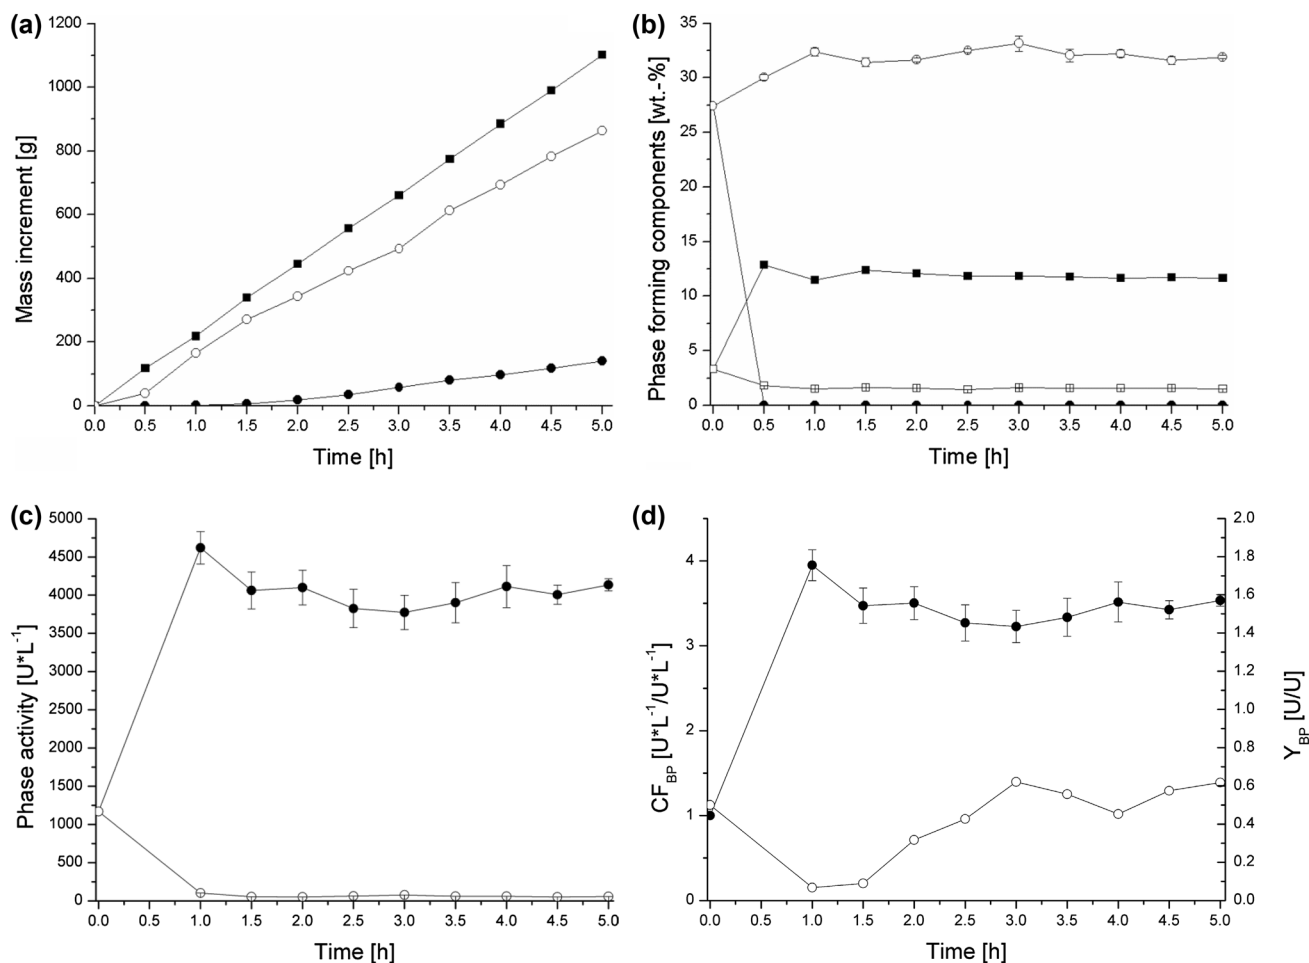 (a)
1200
1000
800
600
400
200
0
Mass increment [g]
0.0 0.5 1.0 1.5 2.0 2.5 3.0 3.5 4.0 4.5 5.0
Time [h]
(b)
35
30
25
20
15
10
5
0
Phase forming components [wt.-%]
0.0 0.5 1.0 1.5 2.0 2.5 3.0 3.5 4.0 4.5 5.0
Time [h]
(c)
5000
4500
4000
3500
3000
2500
2000
1500
1000
500
0
Phase activity [U*L⁻¹]
0.0 1.0 1.5 2.0 2.5 3.0 3.5 4.0 4.5 5.0
Time [h]
(d)
4
3
2
1
0
CF_BP [U*L⁻¹/U*L⁻¹]
2.0
1.8
1.6
1.4
1.2
1.0
0.8
0.6
0.4
0.2
0.0
Y_BP [U/U]
0.0 1.0 1.5 2.0 2.5 3.0 3.5 4.0 4.5 5.0
Time [h]